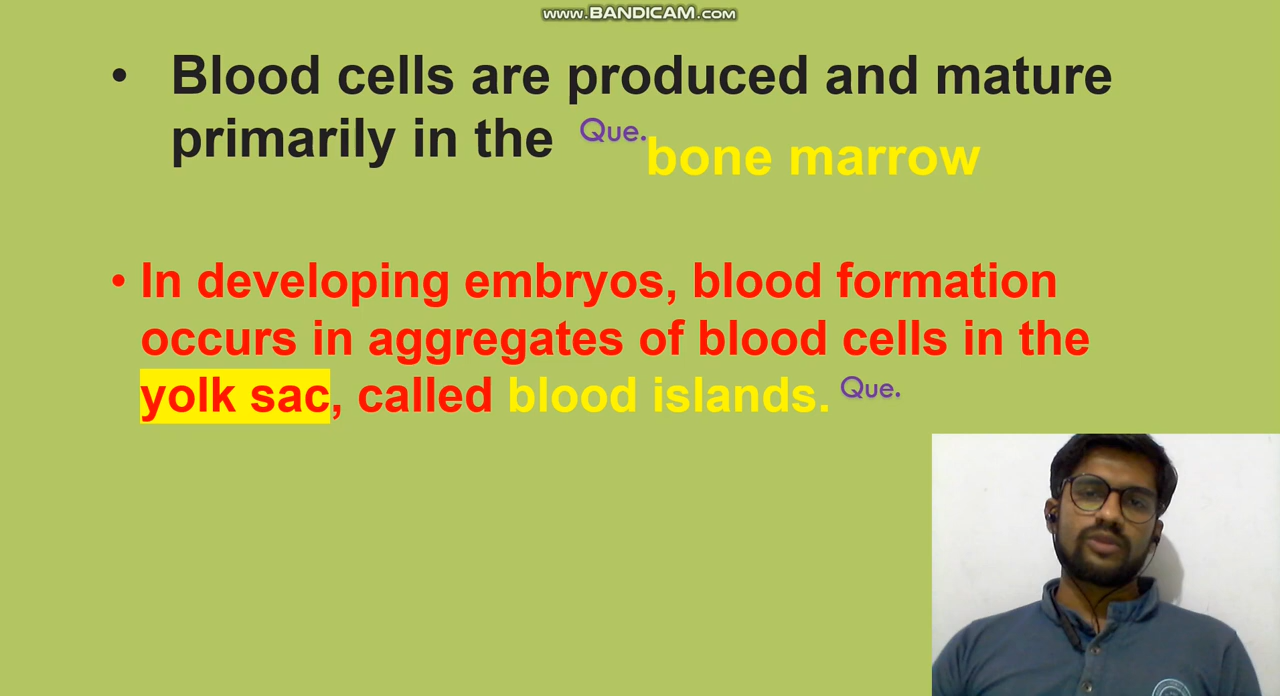 www.BANDICAM.com
• Blood cells are produced and mature
primarily in the Que. bone marrow
• In developing embryos, blood formation
occurs in aggregates of blood cells in the
yolk sac, called blood islands. Que.